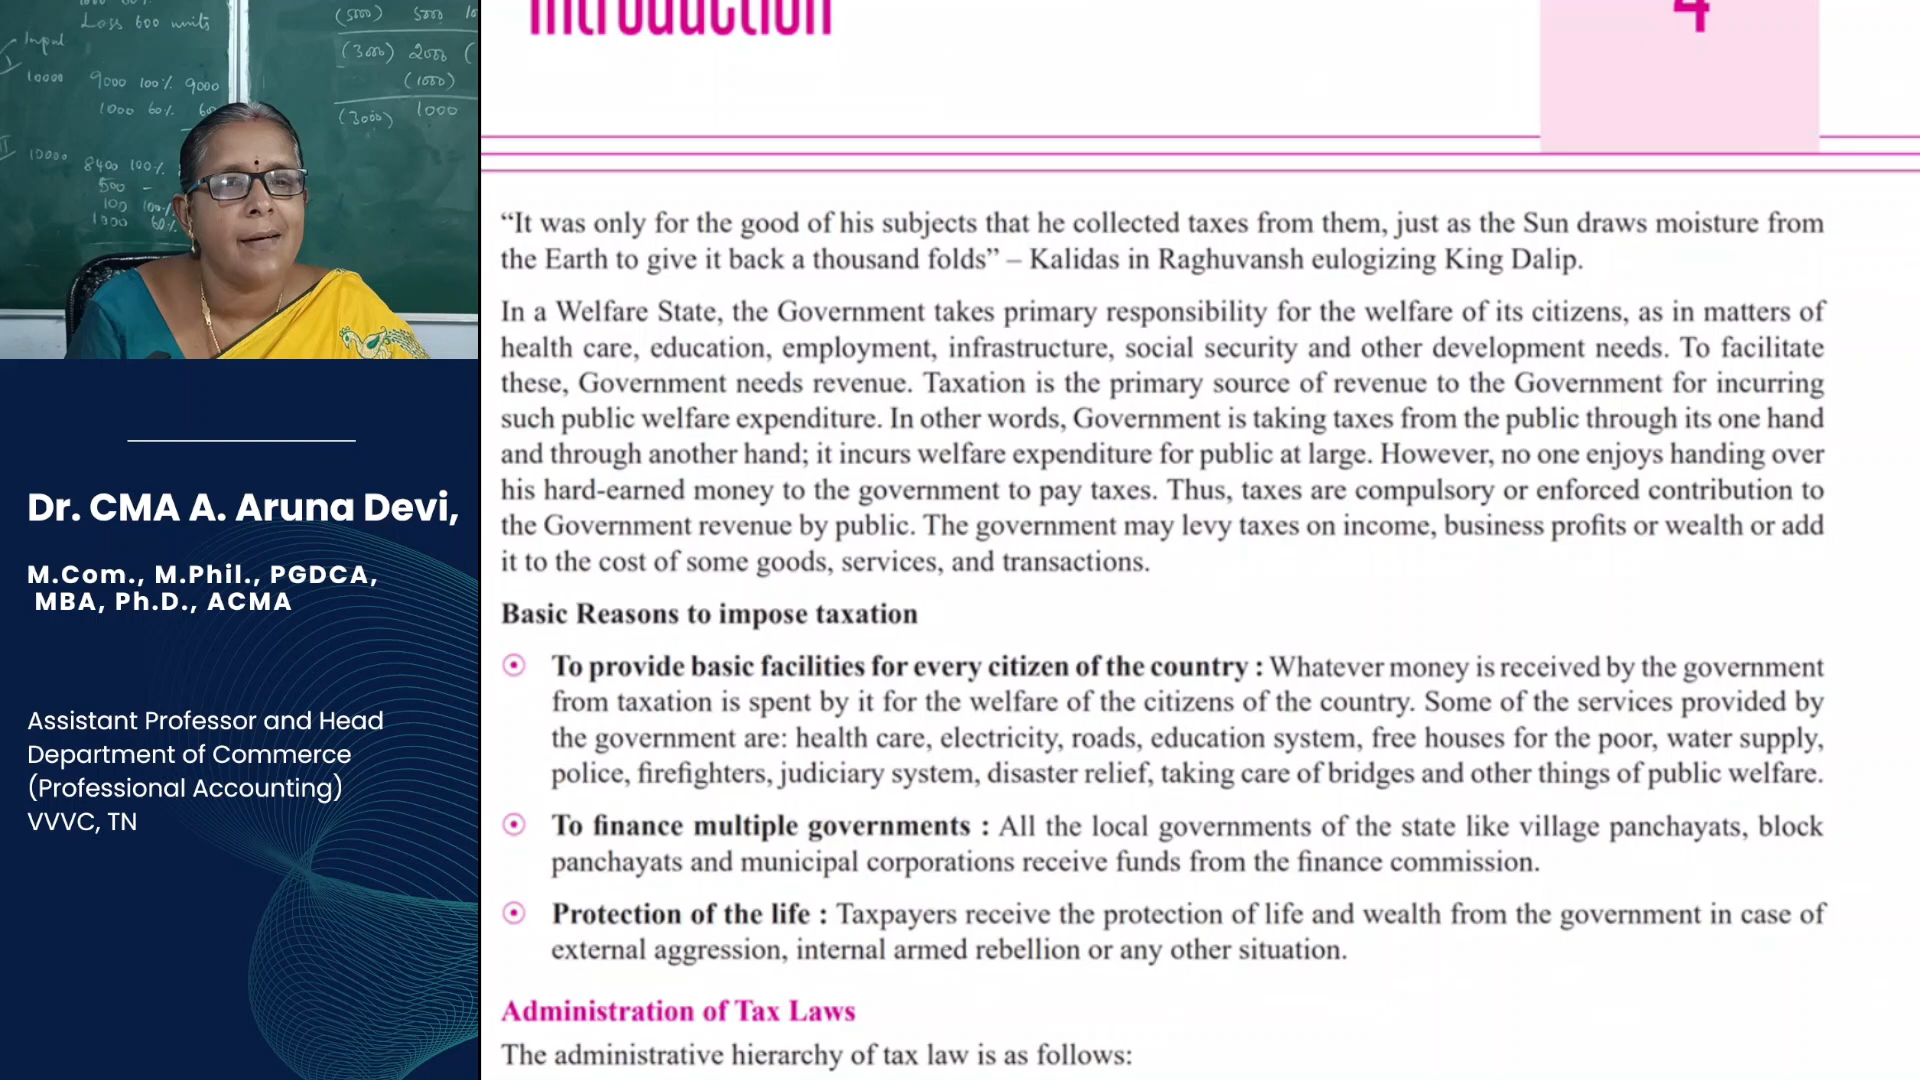 Loss 600 units
Input
10000 9000 100% 9000
1000 60%
10000 8400 100%
500 -
100 100%
1000 60%
(5000) 5000
(3000) 2000 (
(1000)
(3000) 1000
Dr. CMA A. Aruna Devi,
M.Com., M.Phil., PGDCA,
MBA, Ph.D., ACMA
Assistant Professor and Head
Department of Commerce
(Professional Accounting)
VVVC, TN
Introduction
4
“It was only for the good of his subjects that he collected taxes from them, just as the Sun draws moisture from
the Earth to give it back a thousand folds” – Kalidas in Raghuvansh eulogizing King Dalip.
In a Welfare State, the Government takes primary responsibility for the welfare of its citizens, as in matters of
health care, education, employment, infrastructure, social security and other development needs. To facilitate
these, Government needs revenue. Taxation is the primary source of revenue to the Government for incurring
such public welfare expenditure. In other words, Government is taking taxes from the public through its one hand
and through another hand; it incurs welfare expenditure for public at large. However, no one enjoys handing over
his hard-earned money to the government to pay taxes. Thus, taxes are compulsory or enforced contribution to
the Government revenue by public. The government may levy taxes on income, business profits or wealth or add
it to the cost of some goods, services, and transactions.
Basic Reasons to impose taxation
To provide basic facilities for every citizen of the country : Whatever money is received by the government
from taxation is spent by it for the welfare of the citizens of the country. Some of the services provided by
the government are: health care, electricity, roads, education system, free houses for the poor, water supply,
police, firefighters, judiciary system, disaster relief, taking care of bridges and other things of public welfare.
To finance multiple governments : All the local governments of the state like village panchayats, block
panchayats and municipal corporations receive funds from the finance commission.
Protection of the life : Taxpayers receive the protection of life and wealth from the government in case of
external aggression, internal armed rebellion or any other situation.
Administration of Tax Laws
The administrative hierarchy of tax law is as follows: